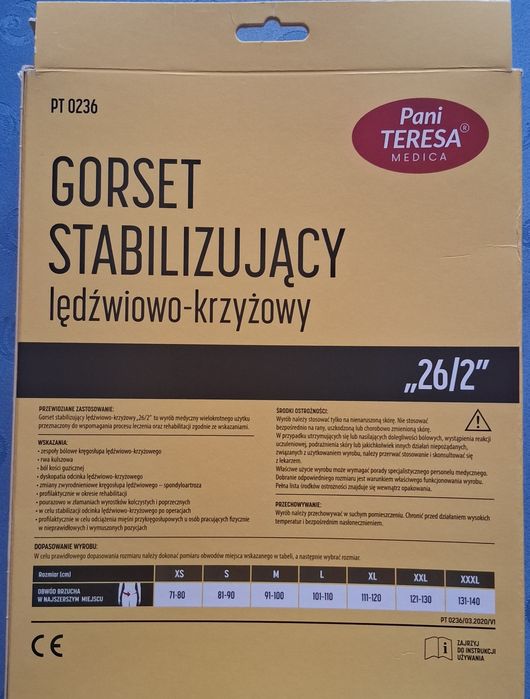 PT 0236
Pani
TERESA®
MEDICA
GORSET
STABILIZUJĄCY
lędźwiowo-krzyżowy
„26/2”
PRZEWIDZIANE ZASTOSOWANIE:
Gorset stabilizujący lędźwiowo-krzyżowy „26/2” to wyrób medyczny wielokrotnego użytku
przeznaczony do wspomagania procesu leczenia oraz rehabilitacji zgodnie ze wskazaniami.
WSKAZANIA:
• zespoły bólowe kręgosłupa lędźwiowo-krzyżowego
• rwa kulszowa
• ból kości guzicznej
• dyskopatia odcinka lędźwiowo-krzyżowego
• zmiany zwyrodnieniowe kręgosłupa lędźwiowego – spondyloartroza
• profilaktycznie w okresie rehabilitacji
• pourazowo w złamaniach wyrostków kolczystych i poprzecznych
• w celu stabilizacji odcinka lędźwiowo-krzyżowego po operacjach
• profilaktycznie w celu odciążenia mięśni przykręgosłupowych u osób pracujących fizycznie
w nieprawidłowych i wymuszonych pozycjach
ŚRODKI OSTROŻNOŚCI:
Wyrób należy stosować tylko na nienaruszoną skórę. Nie stosować
bezpośrednio na rany, uszkodzoną lub chorobowo zmienioną skórę.
W przypadku utrzymujących się lub nasilających dolegliwości bólowych, wystąpienia reakcji
uczuleniowej, podrażnienia skóry lub jakichkolwiek innych działań niepożądanych,
związanych z użytkowaniem wyrobu, należy przerwać stosowanie i skonsultować się
z lekarzem.
Właściwe użycie wyrobu może wymagać porady specjalistycznego personelu medycznego.
Dobranie odpowiedniego rozmiaru jest warunkiem właściwego funkcjonowania wyrobu.
Pełna lista środków ostrożności znajduje się wewnątrz opakowania.
PRZECHOWYWANIE:
Wyrób należy przechowywać w suchym pomieszczeniu. Chronić przed działaniem wysokich
temperatur i bezpośrednim nasłonecznieniem.
DOPASOWANIE WYROBU:
W celu prawidłowego dopasowania rozmiaru należy dokonać pomiaru obwodów miejsca wskazanego w tabeli, a następnie wybrać rozmiar.
Rozmiar (cm) XS S M L XL XXL XXXL
OBWÓD BRZUCHA
W NAJSZERSZYM MIEJSCU 71-80 81-90 91-100 101-110 111-120 121-130 131-140
PT 0236/03.2020/V1
CE
ZAJRZYJ
DO INSTRUKCJI
UŻYWANIA